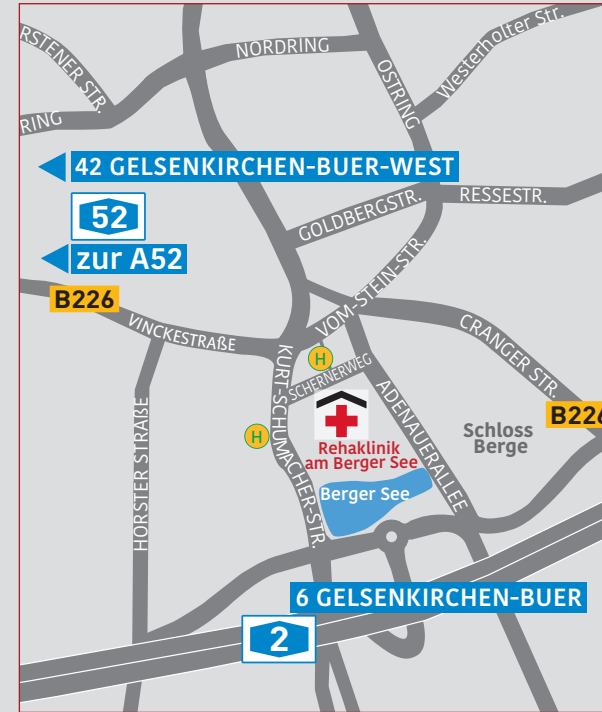 RSTENER STR.
NORDRING
OSTRING
Westerholter Str.
RING
42 GELSENKIRCHEN-BUER-WEST
52
GOLDBERGSTR.
RESSESTR.
zur A52
B226
VINCKESTRAßE
VOM-STEIN-STR.
CRANGER STR.
H
SCHERNERWEG
KURT-SCHUMACHER-STR.
ADENAUERALLEE
HORSTER STRAßE
H
B226
Schloss
Berge
Rehaklinik
am Berger See
Berger See
6 GELSENKIRCHEN-BUER
2